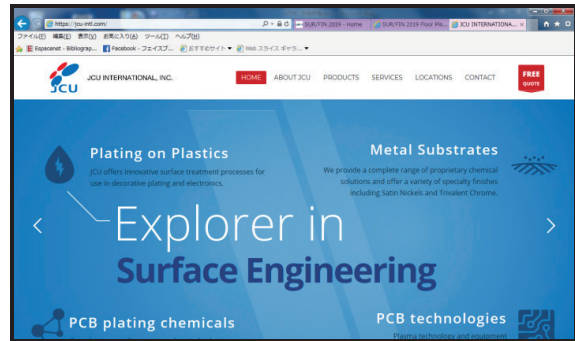 https://jcu-intl.com/
SUR/FIN 2019 - Home
SUR/FIN 2019 Floor Pla...
JCU INTERNATIONA...
ファイル(F) 編集(E) 表示(V) お気に入り(A) ツール(T) ヘルプ(H)
Espacenet - Bibliograp...
Facebook - フェイスブ...
おすすめサイト
Web スライス ギャラ...
JCU
JCU INTERNATIONAL, INC.
HOME ABOUT JCU PRODUCTS SERVICES LOCATIONS CONTACT
FREE
QUOTE
Plating on Plastics
JCU offers innovative surface treatment processes for
use in decorative plating and electronics.
Metal Substrates
We provide a complete range of proprietary chemical
solutions and offer a variety of specialty finishes
including Satin Nickels and Trivalent Chrome.
Explorer in
Surface Engineering
PCB plating chemicals
PCB technologies
Plasma technology and equipment